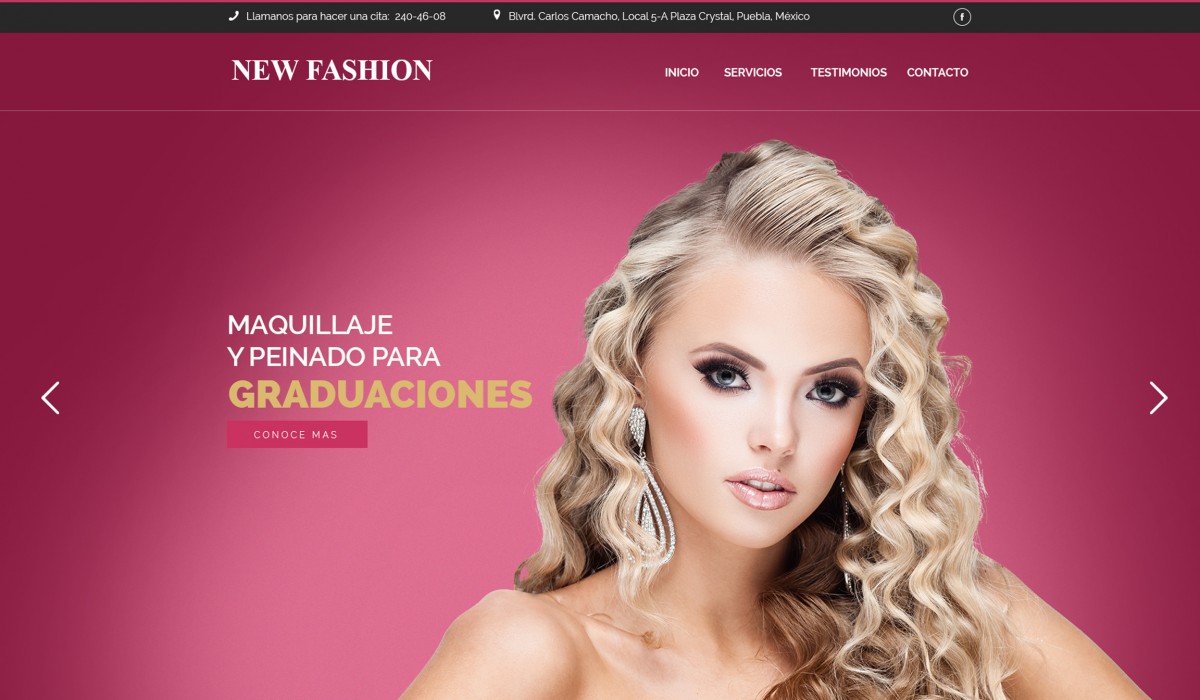 Llamanos para hacer una cita: 240-46-08
Blvrd. Carlos Camacho, Local 5-A Plaza Crystal, Puebla, México
f
NEW FASHION
INICIO
SERVICIOS
TESTIMONIOS
CONTACTO
MAQUILLAJE
Y PEINADO PARA
GRADUACIONES
CONOCE MAS